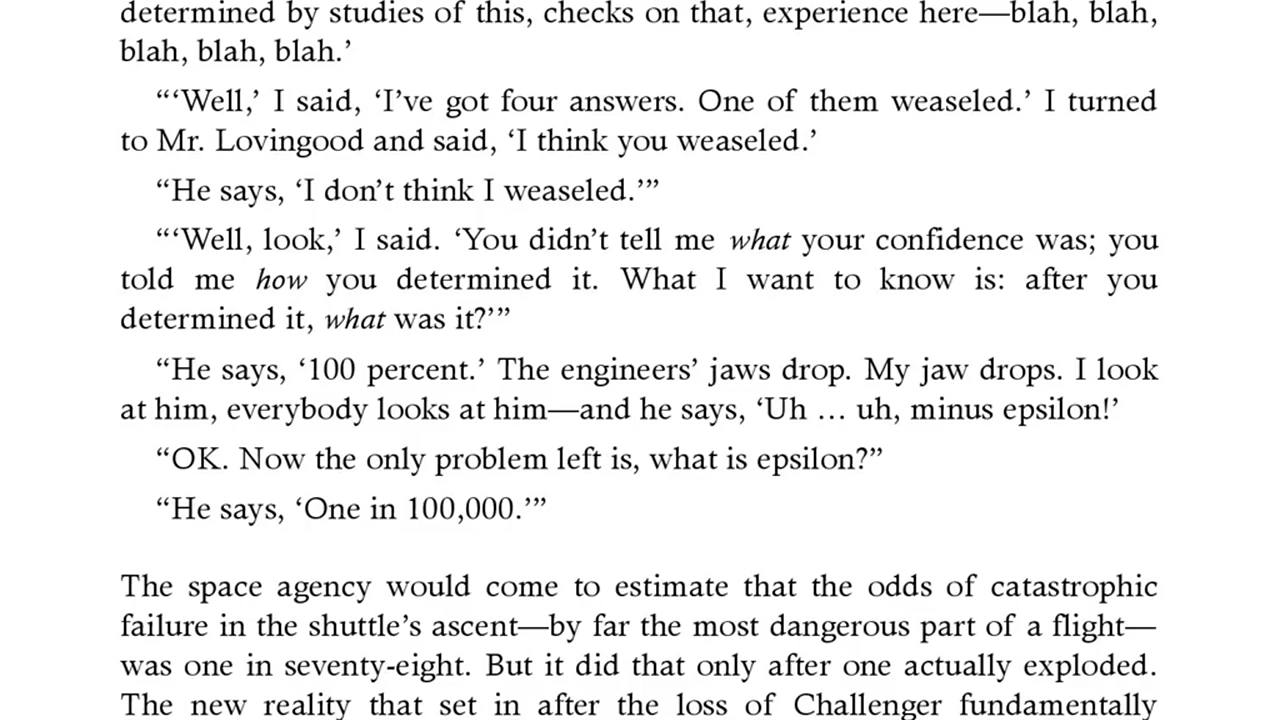 determined by studies of this, checks on that, experience here—blah, blah,
blah, blah, blah.’
“‘Well,’ I said, ‘I’ve got four answers. One of them weaseled.’ I turned
to Mr. Lovingood and said, ‘I think you weaseled.’
“He says, ‘I don’t think I weaseled.’”
“‘Well, look,’ I said. ‘You didn’t tell me what your confidence was; you
told me how you determined it. What I want to know is: after you
determined it, what was it?’”
“He says, ‘100 percent.’ The engineers’ jaws drop. My jaw drops. I look
at him, everybody looks at him—and he says, ‘Uh … uh, minus epsilon!’
“OK. Now the only problem left is, what is epsilon?”
“He says, ‘One in 100,000.’”
The space agency would come to estimate that the odds of catastrophic
failure in the shuttle’s ascent—by far the most dangerous part of a flight—
was one in seventy-eight. But it did that only after one actually exploded.
The new reality that set in after the loss of Challenger fundamentally